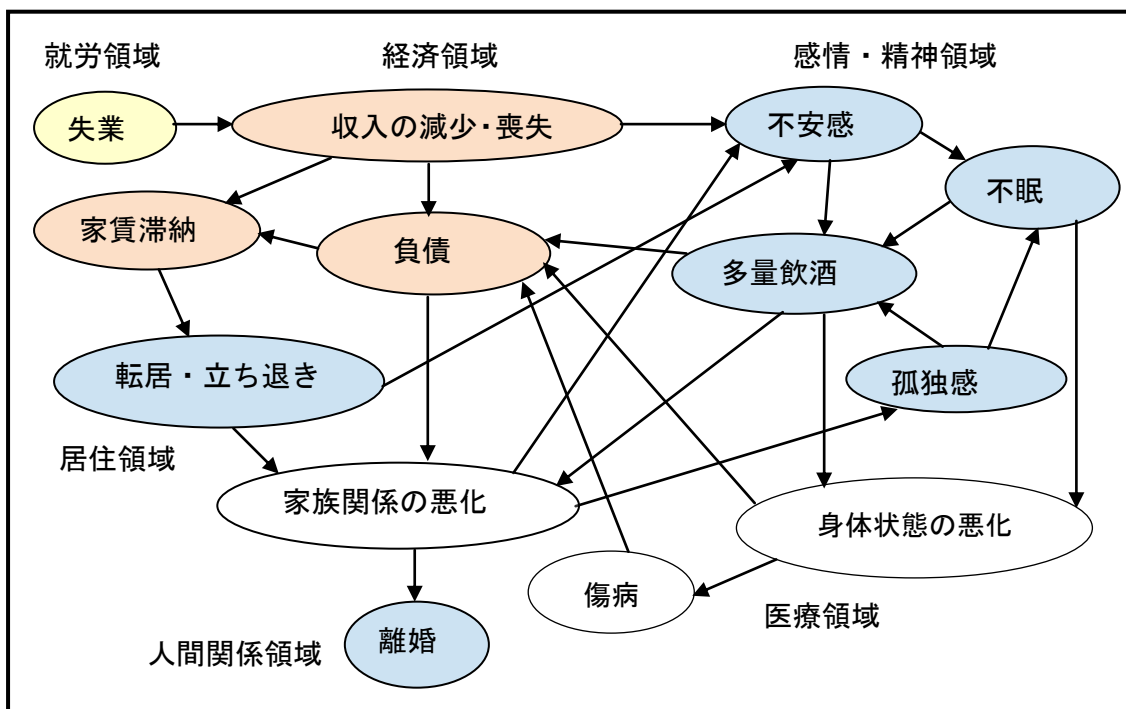 就労領域
経済領域
感情・精神領域
失業
収入の減少・喪失
不安感
不眠
家賃滞納
負債
多量飲酒
転居・立ち退き
孤独感
居住領域
家族関係の悪化
身体状態の悪化
傷病
医療領域
人間関係領域
離婚